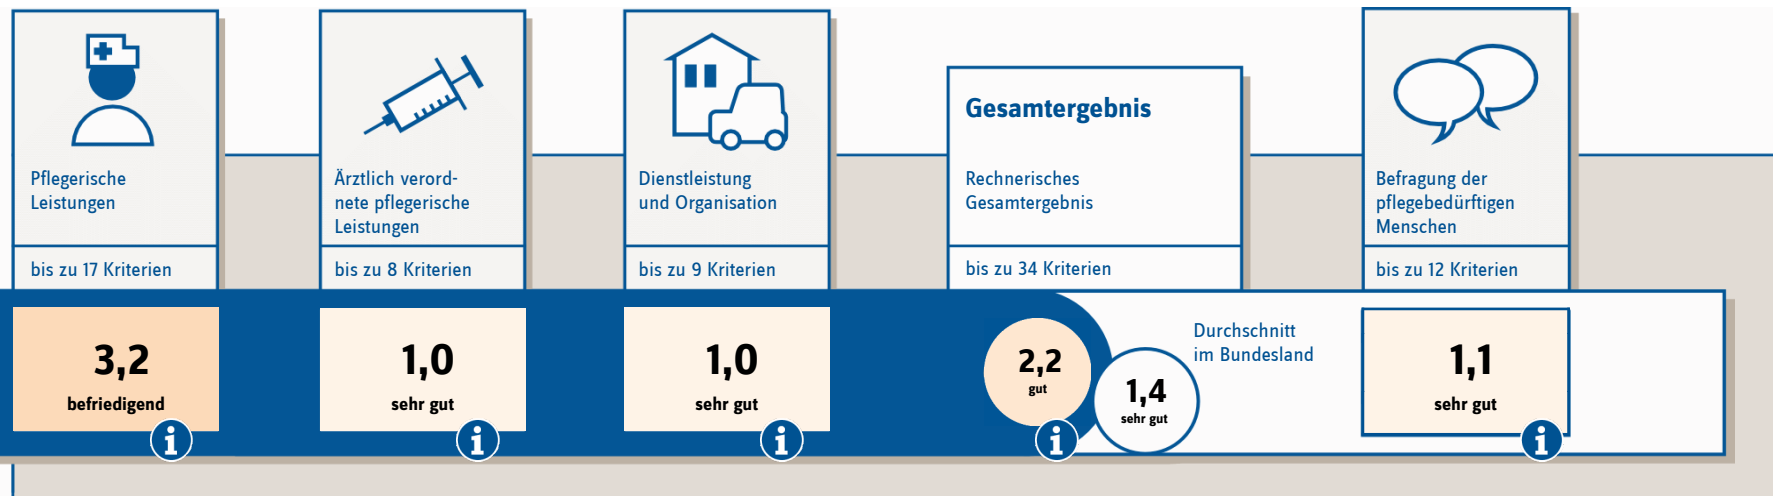 Pflegerische
Leistungen
bis zu 17 Kriterien
3,2
befriedigend
i
Ärztlich verord-
nete pflegerische
Leistungen
bis zu 8 Kriterien
1,0
sehr gut
i
Dienstleistung
und Organisation
bis zu 9 Kriterien
1,0
sehr gut
i
Gesamtergebnis
Rechnerisches
Gesamtergebnis
bis zu 34 Kriterien
2,2
gut
i
1,4
sehr gut
Durchschnitt
im Bundesland
Befragung der
pflegebedürftigen
Menschen
bis zu 12 Kriterien
1,1
sehr gut
i